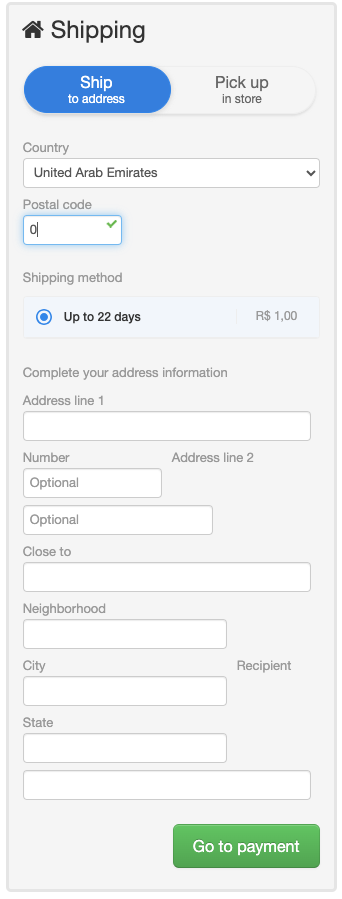 Shipping
Ship
to address
Pick up
in store
Country
United Arab Emirates
Postal code
0
Shipping method
Up to 22 days
R$ 1,00
Complete your address information
Address line 1
Number
Address line 2
Optional
Optional
Close to
Neighborhood
City
Recipient
State
Go to payment